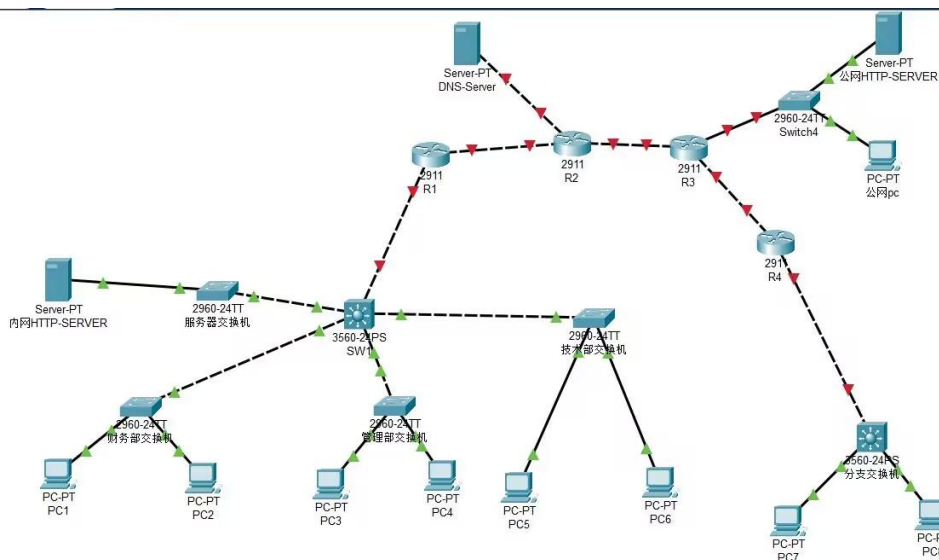 Server-PT
DNS-Server
Server-PT
公网HTTP-SERVER
2960-24TT
Switch4
2911
R1
2911
R2
2911
R3
PC-PT
公网pc
291
R4
Server-PT
内网HTTP-SERVER
2960-24TT
服务器交换机
3560-24PS
SW1
2960-24TT
技术部交换机
2960-24TT
财务部交换机
2960-24TT
管理部交换机
3560-24PS
分支交换机
PC-PT
PC1
PC-PT
PC2
PC-PT
PC3
PC-PT
PC4
PC-PT
PC5
PC-PT
PC6
PC-PT
PC7